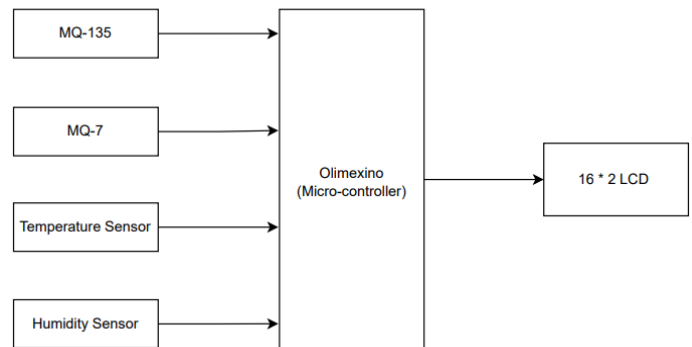 MQ-135
MQ-7
Temperature Sensor
Humidity Sensor
Olimexino
(Micro-controller)
16 * 2 LCD